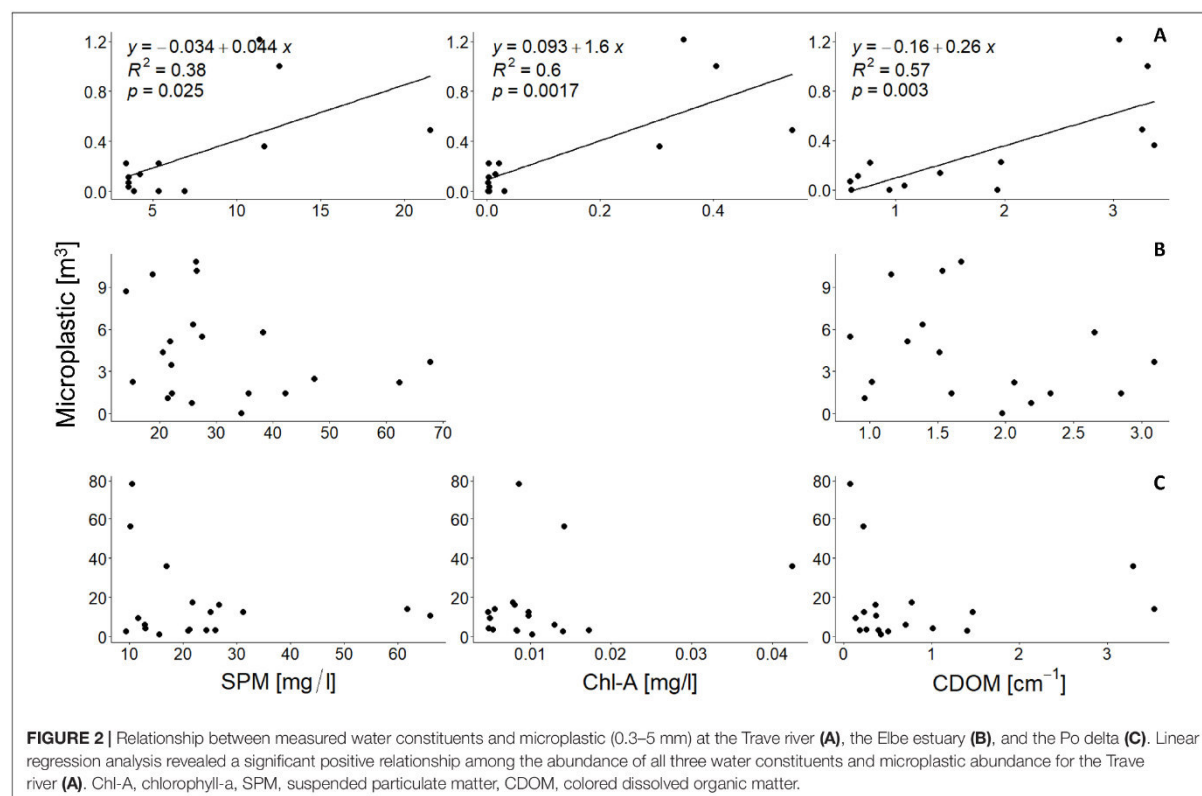 y = −0.034 + 0.044 x
R² = 0.38
p = 0.025
y = 0.093 + 1.6 x
R² = 0.6
p = 0.0017
y = −0.16 + 0.26 x
R² = 0.57
p = 0.003
A
1.2
0.8
0.4
0.0
5 10 15 20
0.0 0.2 0.4
1 2 3
Microplastic [m³]
B
9
6
3
0
20 30 40 50 60 70
1.0 1.5 2.0 2.5 3.0
C
80
60
40
20
0
10 20 30 40 50 60
0.01 0.02 0.03 0.04
0 1 2 3
SPM [mg/l] Chl-A [mg/l] CDOM [cm⁻¹]
FIGURE 2 | Relationship between measured water constituents and microplastic (0.3–5 mm) at the Trave river (A), the Elbe estuary (B), and the Po delta (C). Linear
regression analysis revealed a significant positive relationship among the abundance of all three water constituents and microplastic abundance for the Trave
river (A). Chl-A, chlorophyll-a, SPM, suspended particulate matter, CDOM, colored dissolved organic matter.